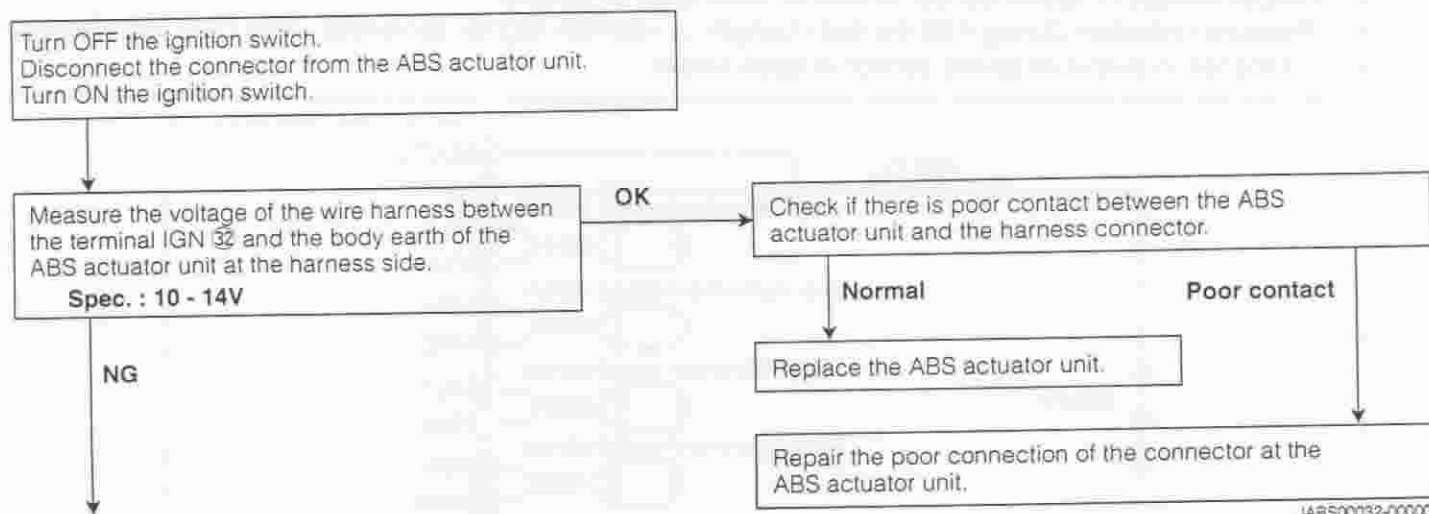 Turn OFF the ignition switch.
Disconnect the connector from the ABS actuator unit.
Turn ON the ignition switch.
Measure the voltage of the wire harness between
the terminal IGN ㉜ and the body earth of the
ABS actuator unit at the harness side.
Spec. : 10 - 14V
OK
Check if there is poor contact between the ABS
actuator unit and the harness connector.
Normal
Poor contact
NG
Replace the ABS actuator unit.
Repair the poor connection of the connector at the
ABS actuator unit.
JABS00032-00000